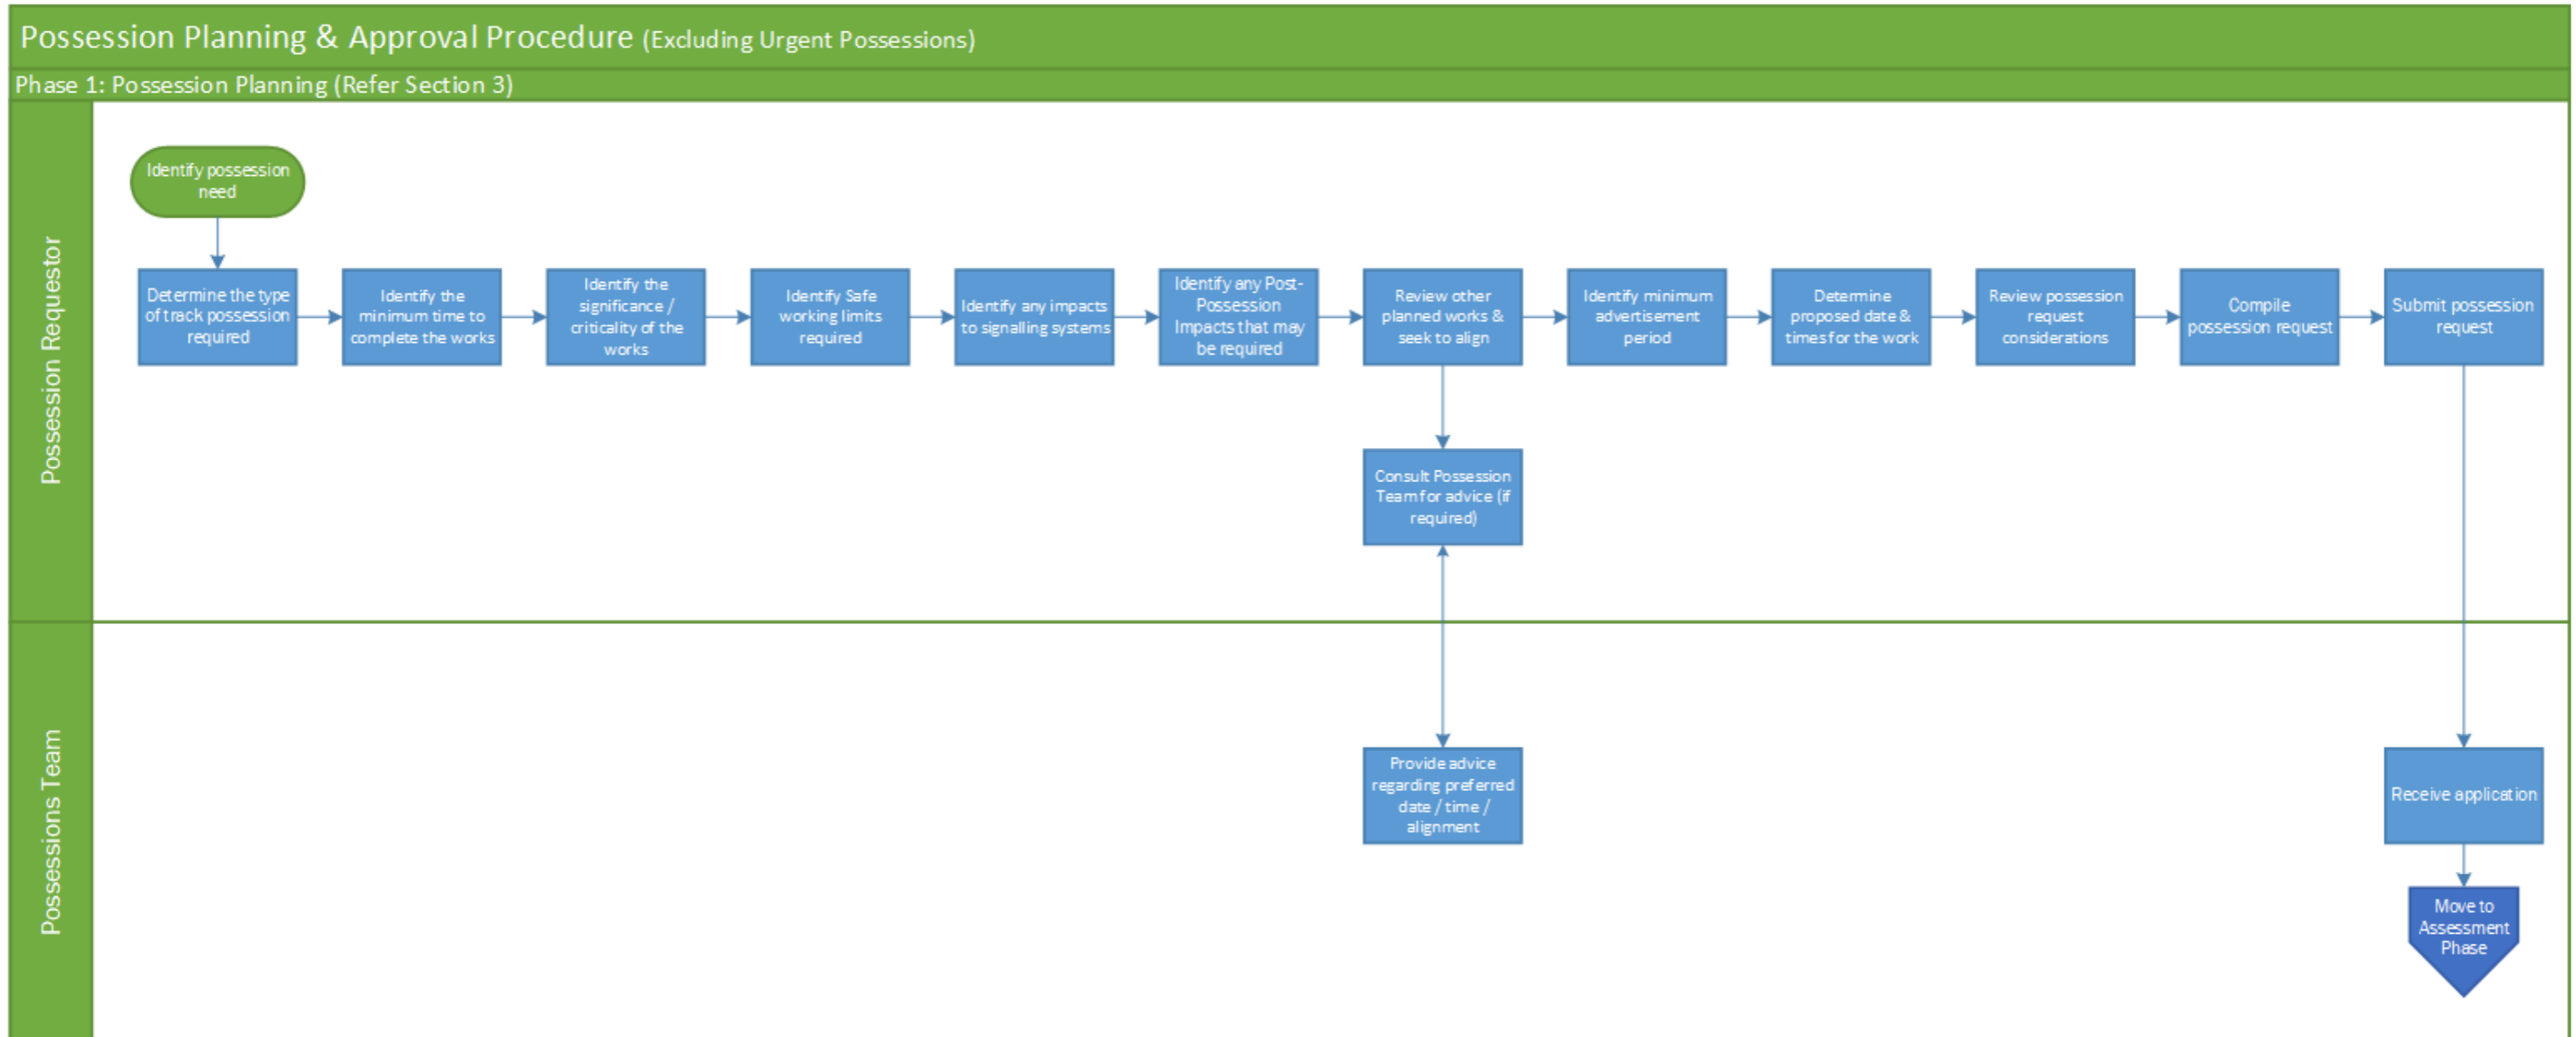 Possession Planning & Approval Procedure (Excluding Urgent Possessions)
Phase 1: Possession Planning (Refer Section 3)
Possession Requestor
Identify possession
need
Determine the type
of track possession
required
Identify the
minimum time to
complete the works
Identify the
significance /
criticality of the
works
Identify Safe
working limits
required
Identify any impacts
to signalling systems
Identify any Post-
Possession
Impacts that may
be required
Review other
planned works &
seek to align
Identify minimum
advertisement
period
Determine
proposed date &
times for the work
Review possession
request
considerations
Compile
possession request
Submit possession
request
Consult Possession
Team for advice (if
required)
Possessions Team
Provide advice
regarding preferred
date / time /
alignment
Receive application
Move to
Assessment
Phase